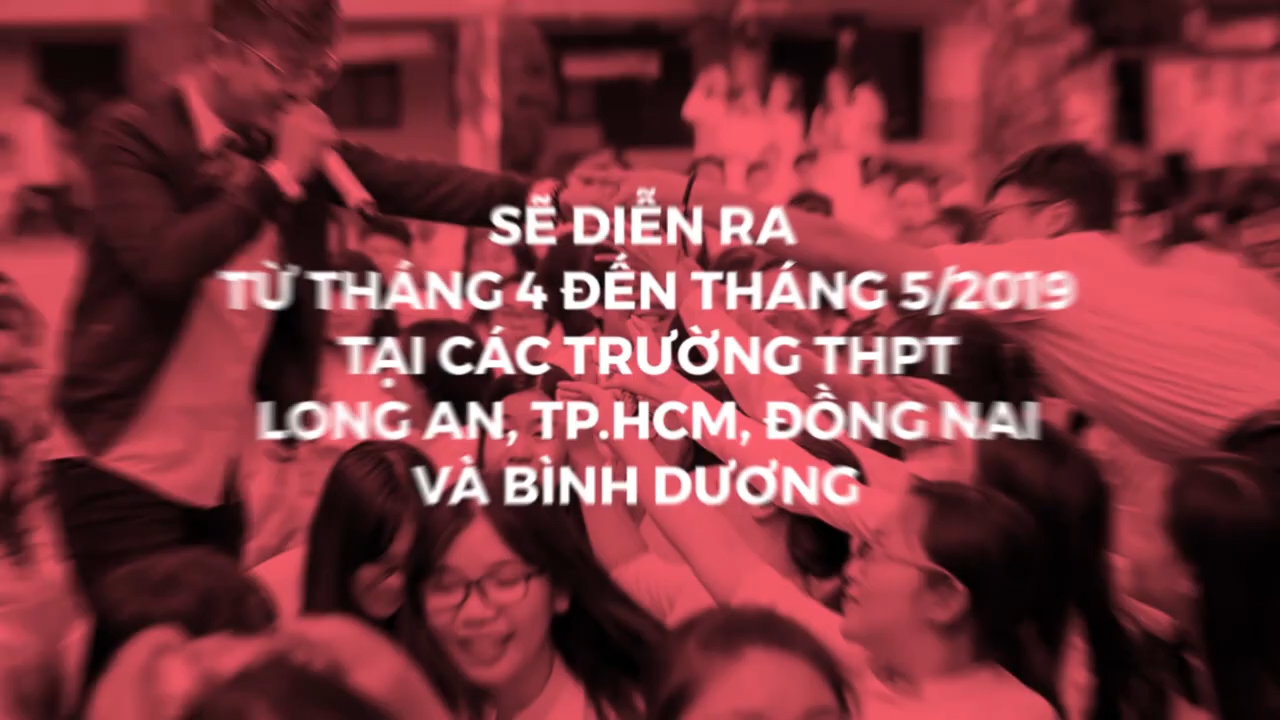 SẼ DIỄN RA
TỪ THÁNG 4 ĐẾN THÁNG 5/2019
TẠI CÁC TRƯỜNG THPT
LONG AN, TP.HCM, ĐỒNG NAI
VÀ BÌNH DƯƠNG